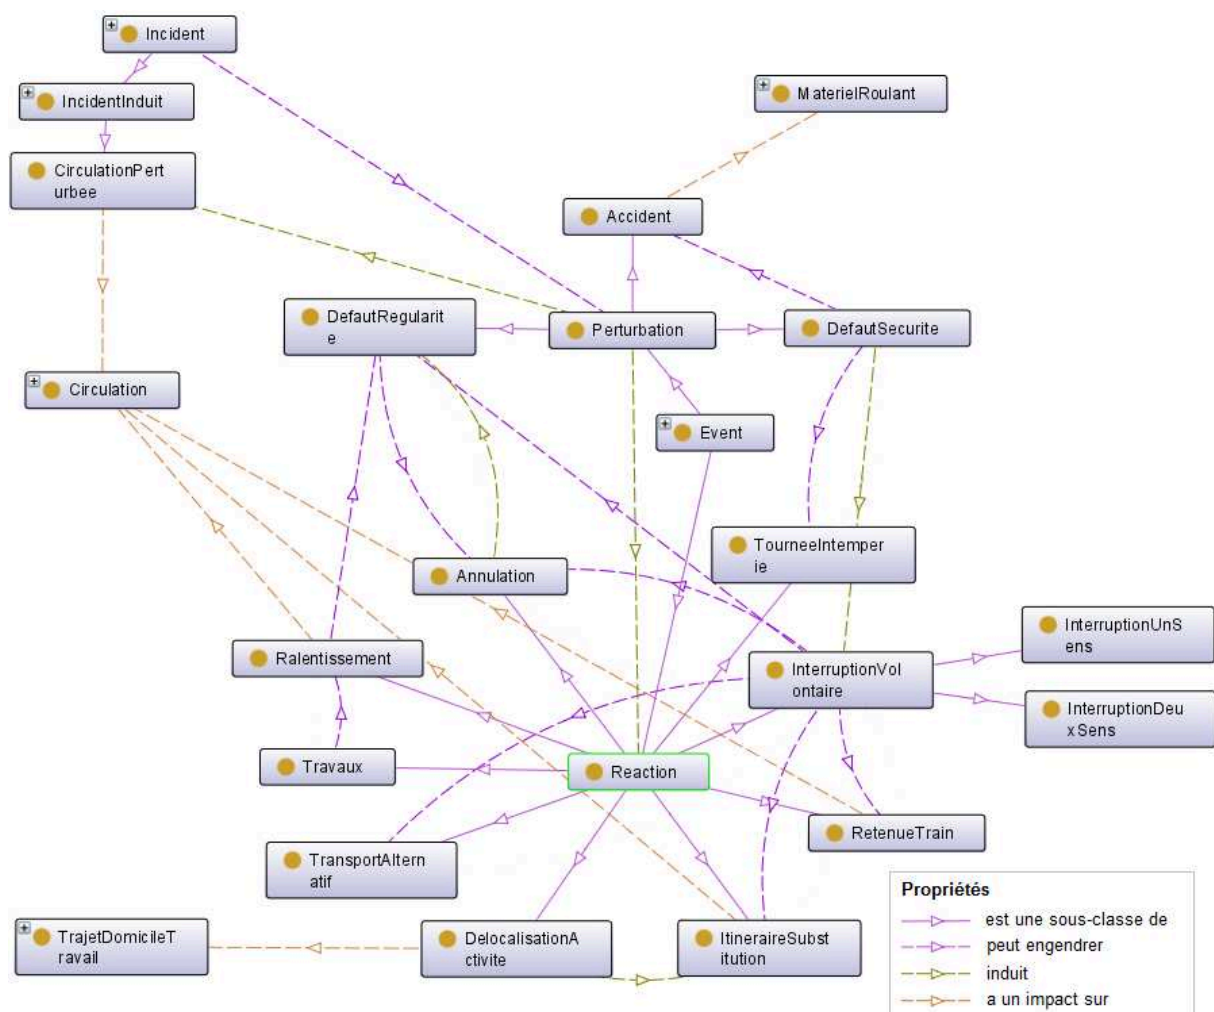 Incident
IncidentInduit
MaterielRoulant
CirculationPert
urbee
Accident
DefautRegularit
e
Perturbation
DefautSecurite
Circulation
Event
TourneeIntemper
ie
Annulation
Ralentissement
InterruptionVol
ontaire
InterruptionUnS
ens
InterruptionDeu
xSens
Travaux
Reaction
RetenueTrain
TransportAltern
atif
TrajetDomicileT
ravail
DelocalisationA
ctivite
ItineraireSubst
itution
Propriétés
est une sous-classe de
peut engendrer
induit
a un impact sur